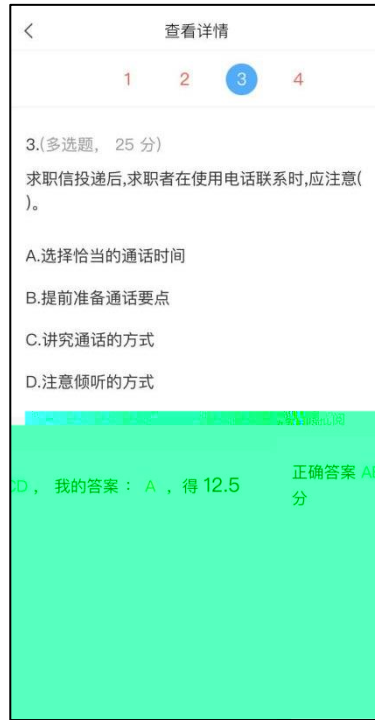 查看详情
1 2 3 4
3.(多选题, 25 分)
求职信投递后,求职者在使用电话联系时,应注意(
)。
A.选择恰当的通话时间
B.提前准备通话要点
C.讲究通话的方式
D.注意倾听的方式
正确答案 AB
CD , 我的答案: A , 得 12.5
分